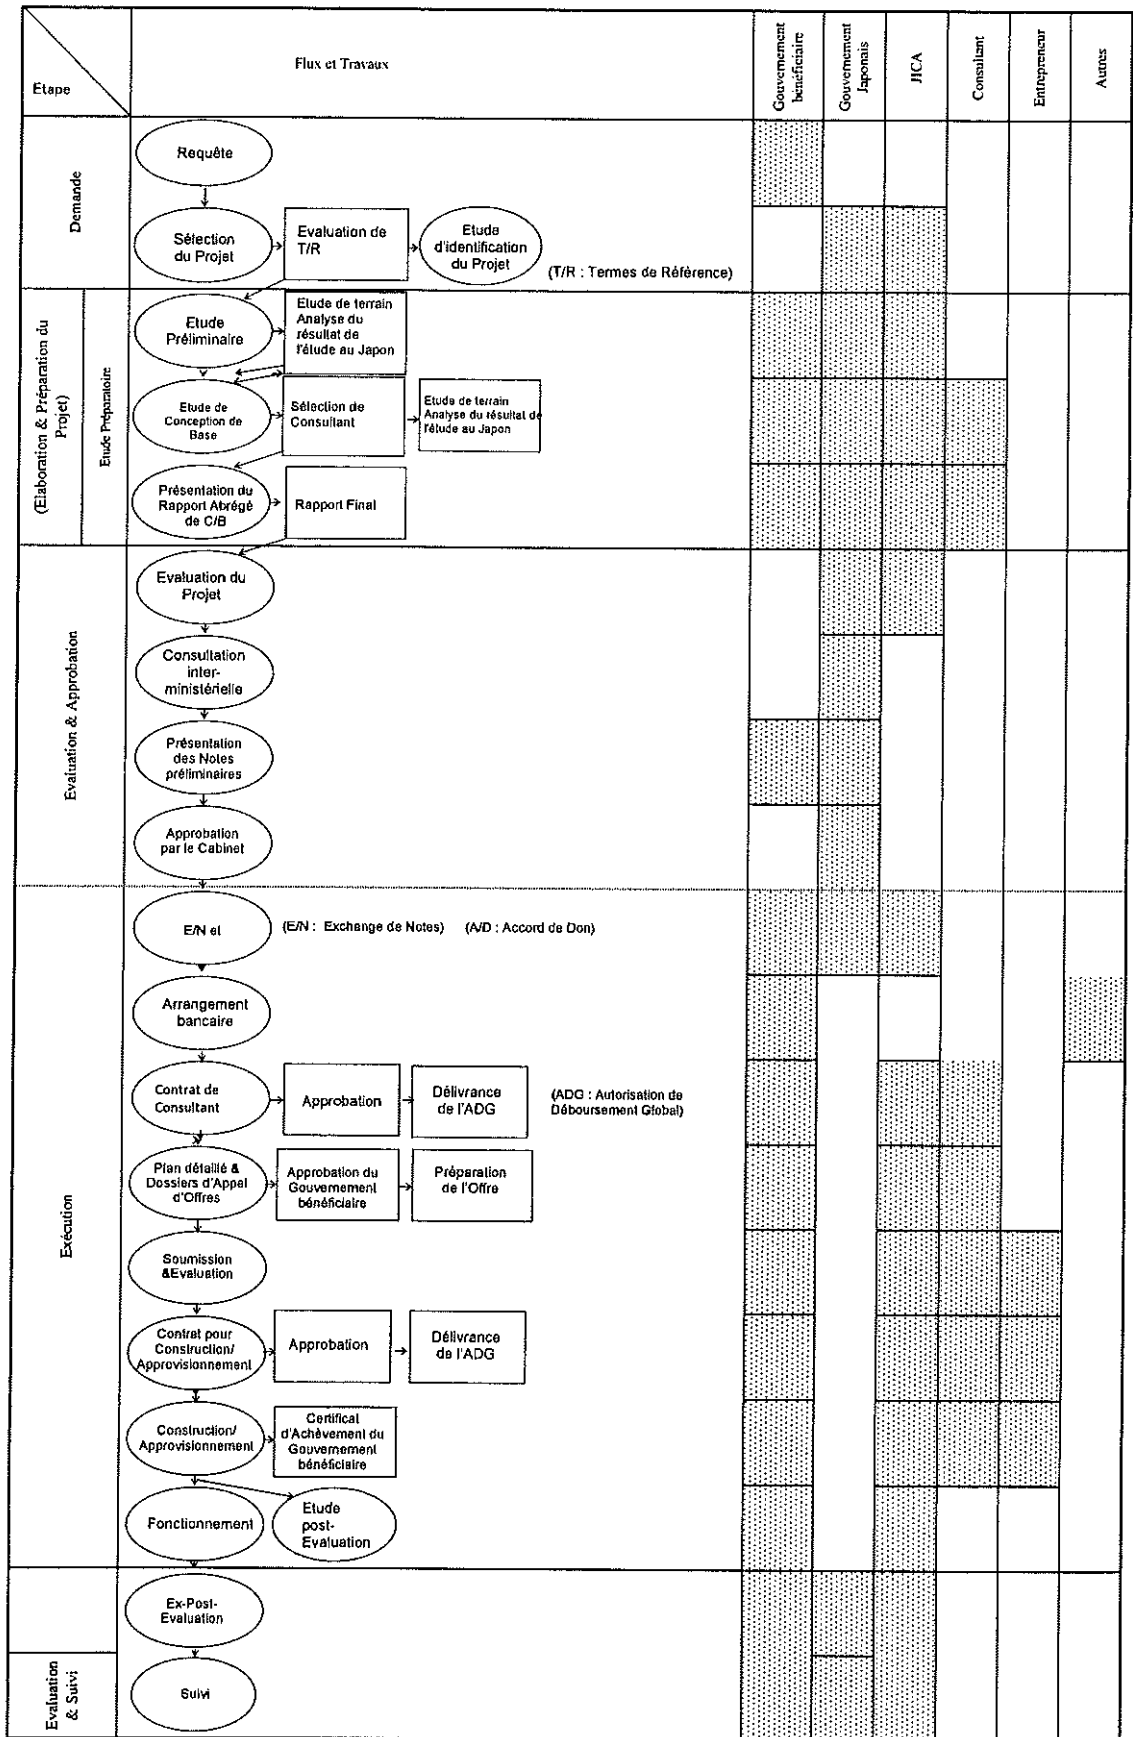 Etape
Flux et Travaux
Gouvernement
bénéficiaire
Gouvernement
Japonais
JICA
Consultant
Entrepreneur
Autres
Demande
Requête
Sélection
du Projet
Evaluation de
T/R
Etude
d'identification
du Projet
(T/R : Termes de Référence)
(Elaboration & Préparation du
Projet)
Etude Préparatoire
Etude
Préliminaire
Etude de terrain
Analyse du
résultat de
l'étude au Japon
Etude de
Conception de
Base
Sélection de
Consultant
Etude de terrain
Analyse du résultat de
l'étude au Japon
Présentation du
Rapport Abrégé
de C/B
Rapport Final
Evaluation & Approbation
Evaluation du
Projet
Consultation
inter-
ministérielle
Présentation
des Notes
préliminaires
Approbation
par le Cabinet
Exécution
E/N et
(E/N : Exchange de Notes)
(A/D : Accord de Don)
Arrangement
bancaire
Contrat de
Consultant
Approbation
Délivrance
de l'ADG
(ADG : Autorisation de
Déboursement Global)
Plan détaillé &
Dossiers d'Appel
d'Offres
Approbation du
Gouvernement
bénéficiaire
Préparation
de l'Offre
Soumission
&Evaluation
Contrat pour
Construction/
Approvisionnement
Approbation
Délivrance
de l'ADG
Construction/
Approvisionnement
Certificat
d'Achèvement du
Gouvernement
bénéficiaire
Fonctionnement
Etude
post-
Evaluation
Ex-Post-
Evaluation
Evaluation
& Suivi
Suivi